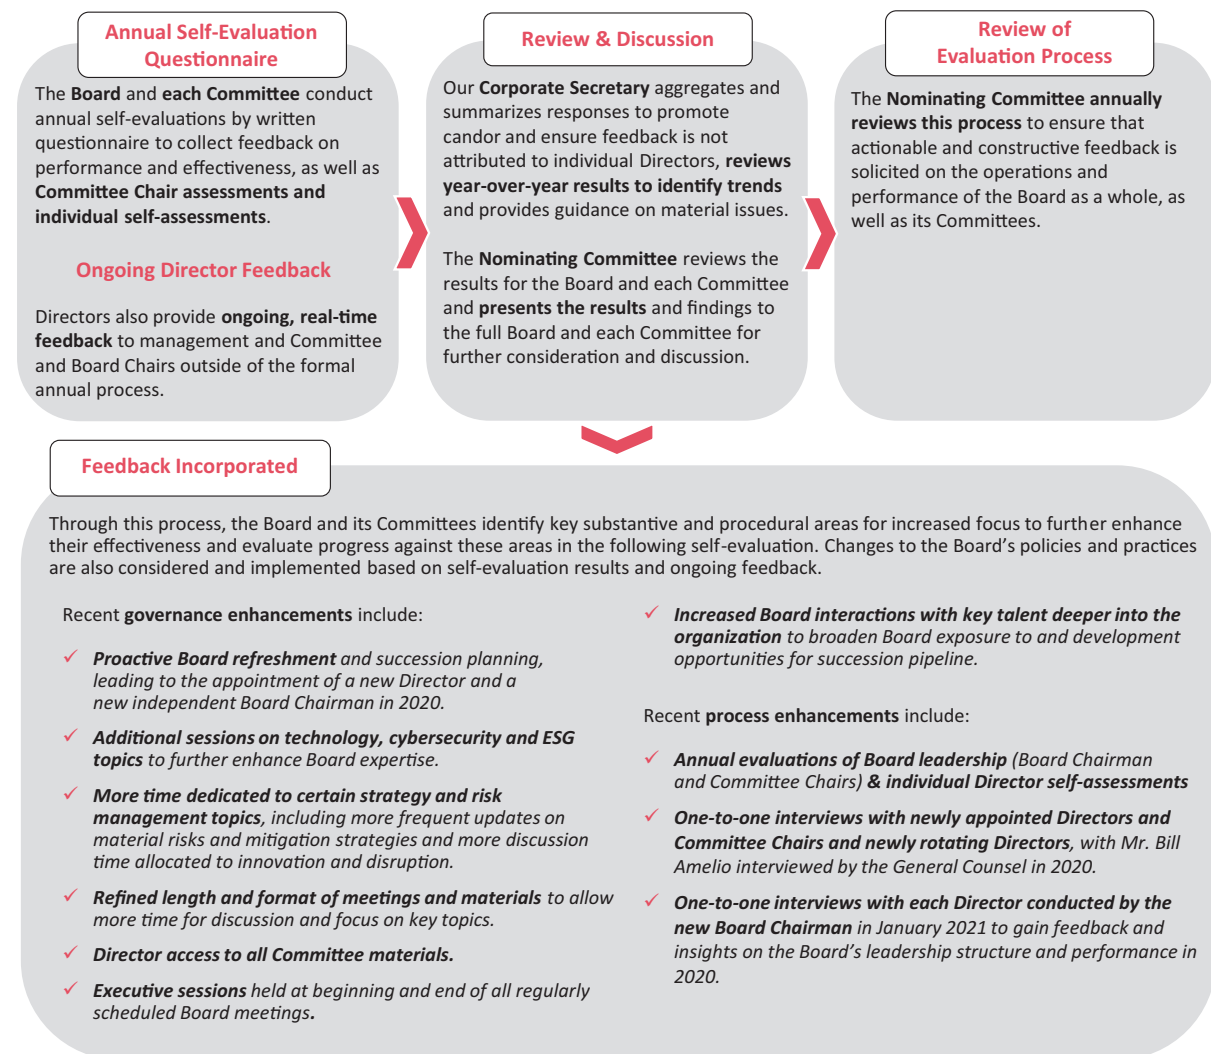 Annual Self-Evaluation
Questionnaire
The Board and each Committee conduct
annual self-evaluations by written
questionnaire to collect feedback on
performance and effectiveness, as well as
Committee Chair assessments and
individual self-assessments.
Ongoing Director Feedback
Directors also provide ongoing, real-time
feedback to management and Committee
and Board Chairs outside of the formal
annual process.
Review & Discussion
Our Corporate Secretary aggregates and
summarizes responses to promote
candor and ensure feedback is not
attributed to individual Directors, reviews
year-over-year results to identify trends
and provides guidance on material issues.
The Nominating Committee reviews the
results for the Board and each Committee
and presents the results and findings to
the full Board and each Committee for
further consideration and discussion.
Review of
Evaluation Process
The Nominating Committee annually
reviews this process to ensure that
actionable and constructive feedback is
solicited on the operations and
performance of the Board as a whole, as
well as its Committees.
Feedback Incorporated
Through this process, the Board and its Committees identify key substantive and procedural areas for increased focus to further enhance
their effectiveness and evaluate progress against these areas in the following self-evaluation. Changes to the Board's policies and practices
are also considered and implemented based on self-evaluation results and ongoing feedback.
Recent governance enhancements include:
✓ Proactive Board refreshment and succession planning,
leading to the appointment of a new Director and a
new independent Board Chairman in 2020.
✓ Additional sessions on technology, cybersecurity and ESG
topics to further enhance Board expertise.
✓ More time dedicated to certain strategy and risk
management topics, including more frequent updates on
material risks and mitigation strategies and more discussion
time allocated to innovation and disruption.
✓ Refined length and format of meetings and materials to allow
more time for discussion and focus on key topics.
✓ Director access to all Committee materials.
✓ Executive sessions held at beginning and end of all regularly
scheduled Board meetings.
✓ Increased Board interactions with key talent deeper into the
organization to broaden Board exposure to and development
opportunities for succession pipeline.
Recent process enhancements include:
✓ Annual evaluations of Board leadership (Board Chairman
and Committee Chairs) & individual Director self-assessments
✓ One-to-one interviews with newly appointed Directors and
Committee Chairs and newly rotating Directors, with Mr. Bill
Amelio interviewed by the General Counsel in 2020.
✓ One-to-one interviews with each Director conducted by the
new Board Chairman in January 2021 to gain feedback and
insights on the Board's leadership structure and performance in
2020.